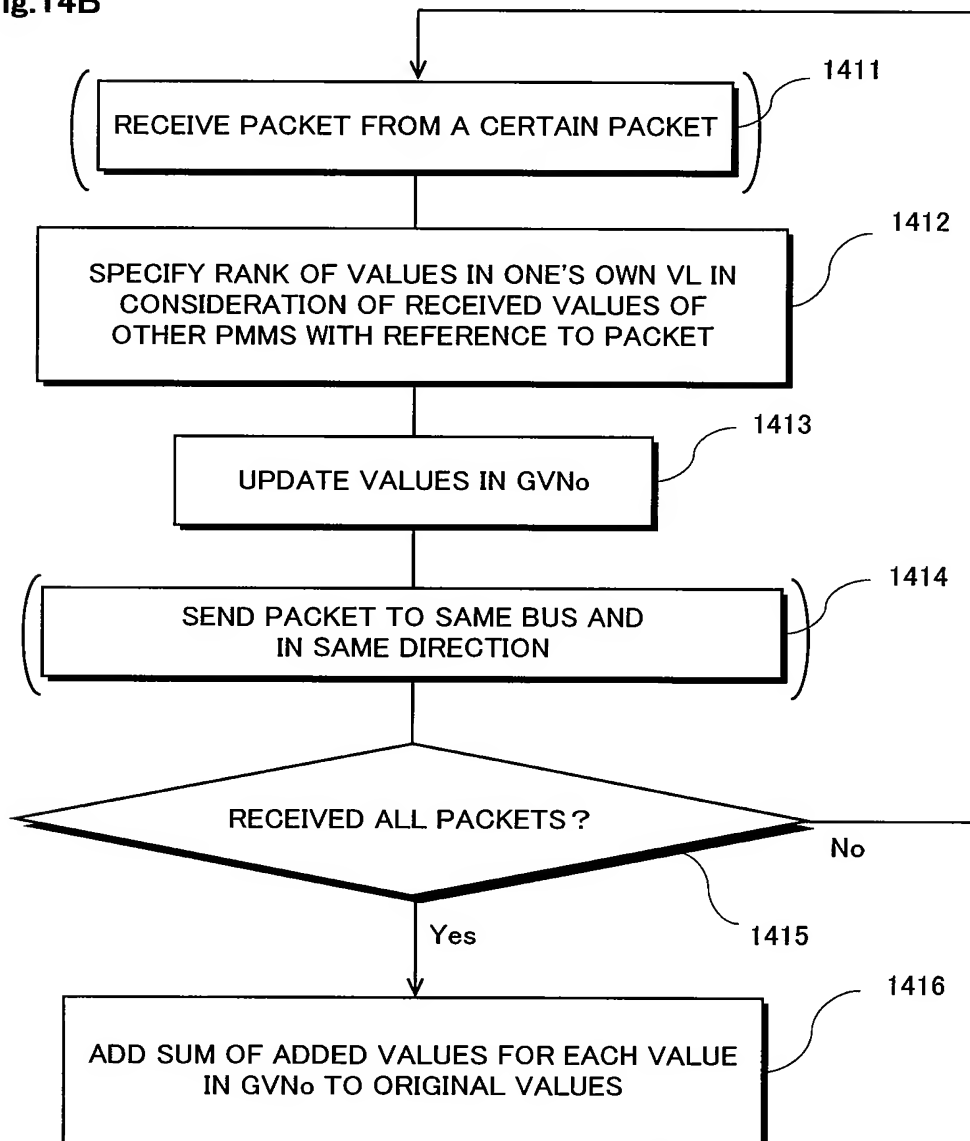 Fig.14B
1411
RECEIVE PACKET FROM A CERTAIN PACKET
1412
SPECIFY RANK OF VALUES IN ONE'S OWN VL IN
CONSIDERATION OF RECEIVED VALUES OF
OTHER PMMS WITH REFERENCE TO PACKET
1413
UPDATE VALUES IN GVNo
1414
SEND PACKET TO SAME BUS AND
IN SAME DIRECTION
RECEIVED ALL PACKETS?
No
Yes
1415
1416
ADD SUM OF ADDED VALUES FOR EACH VALUE
IN GVNo TO ORIGINAL VALUES